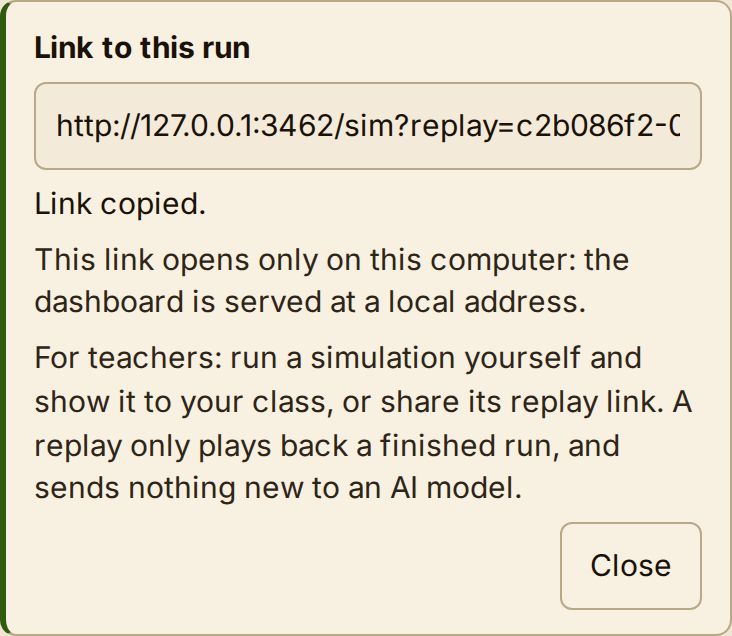 Link to this run
http://127.0.0.1:3462/sim?replay=c2b086f2-
Link copied.
This link opens only on this computer: the
dashboard is served at a local address.
For teachers: run a simulation yourself and
show it to your class, or share its replay link. A
replay only plays back a finished run, and
sends nothing new to an AI model.
Close